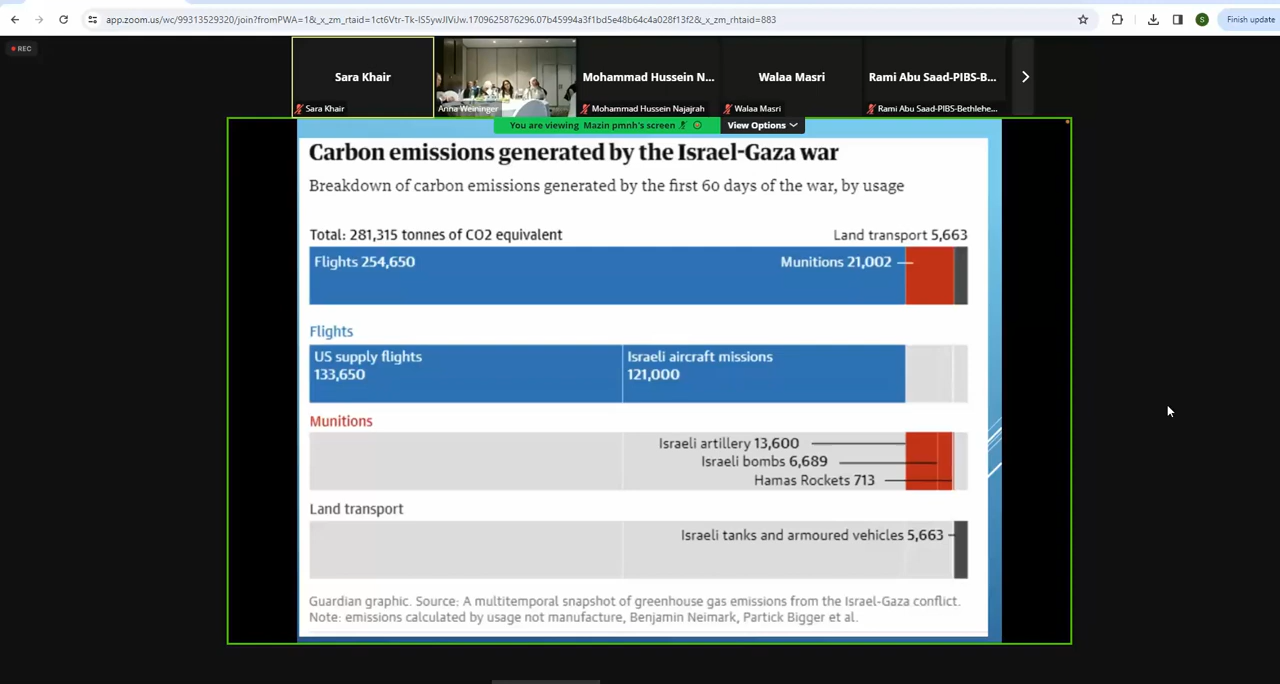 app.zoom.us/wc/99313529320/join?fromPWA=1&_x_zm_rtaid=1ct6Vtr-Tk-IS5ywJIViJw.1709625876296.07b45994a3f1bd5e48b64c4a028f13f2&_x_zm_rhtaid=883
S
Finish update
REC
Sara Khair
Mohammad Hussein N...
Walaa Masri
Rami Abu Saad-PIBS-B...
Sara Khair
Anna Weininger
Mohammad Hussein Najajrah
Walaa Masri
Rami Abu Saad-PIBS-Bethlehe...
You are viewing Mazin pmnh's screen
View Options
Carbon emissions generated by the Israel-Gaza war
Breakdown of carbon emissions generated by the first 60 days of the war, by usage
Total: 281,315 tonnes of CO2 equivalent
Land transport 5,663
Flights 254,650
Munitions 21,002
Flights
US supply flights
133,650
Israeli aircraft missions
121,000
Munitions
Israeli artillery 13,600
Israeli bombs 6,689
Hamas Rockets 713
Land transport
Israeli tanks and armoured vehicles 5,663
Guardian graphic. Source: A multitemporal snapshot of greenhouse gas emissions from the Israel-Gaza conflict.
Note: emissions calculated by usage not manufacture, Benjamin Neimark, Partick Bigger et al.